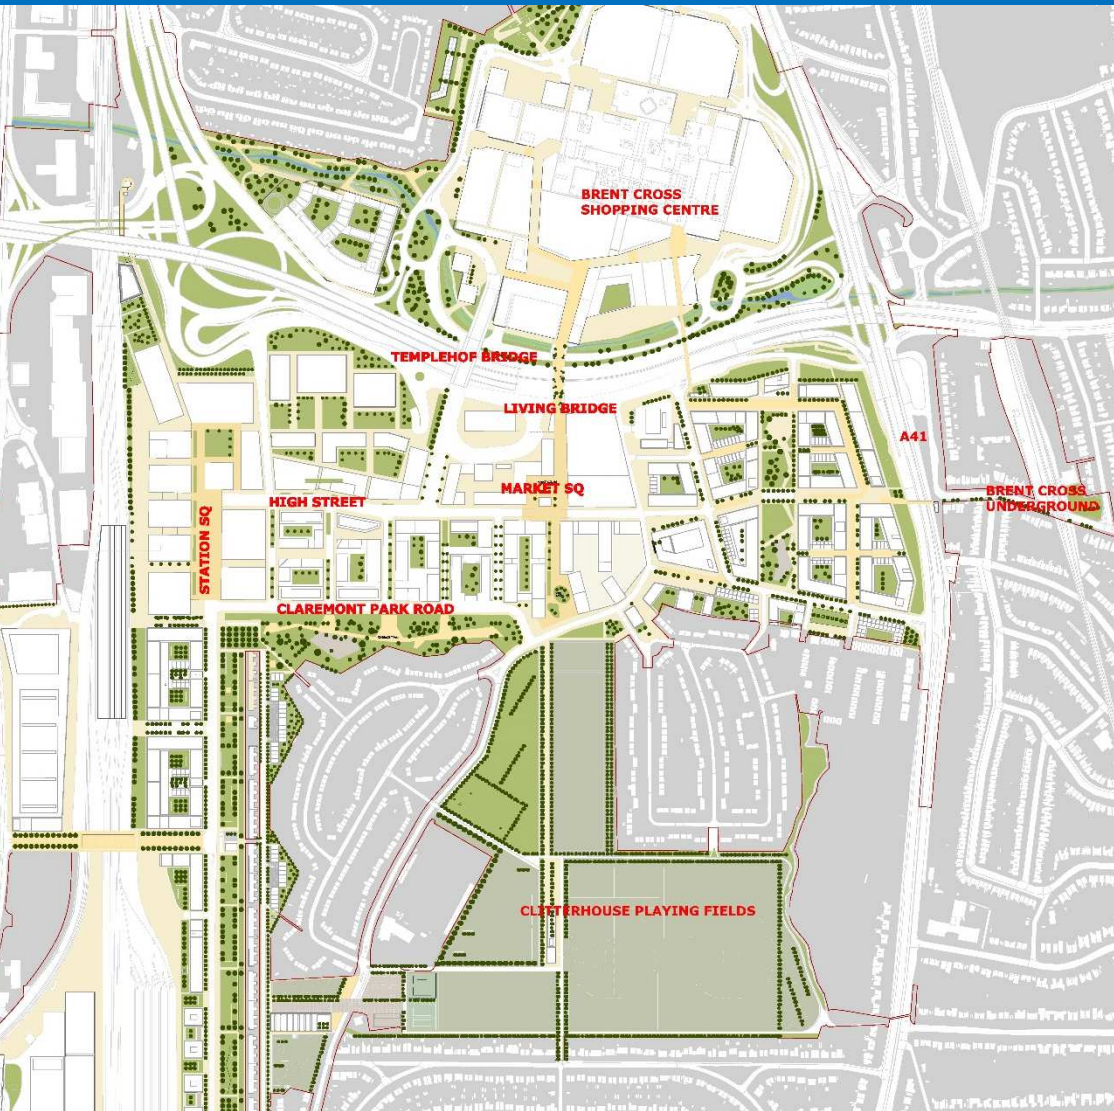 BRENT CROSS
SHOPPING CENTRE
TEMPLEHOF BRIDGE
LIVING BRIDGE
A41
MARKET SQ
BRENT CROSS
UNDERGROUND
HIGH STREET
STATION SQ
CLAREMONT PARK ROAD
CLITTERHOUSE PLAYING FIELDS